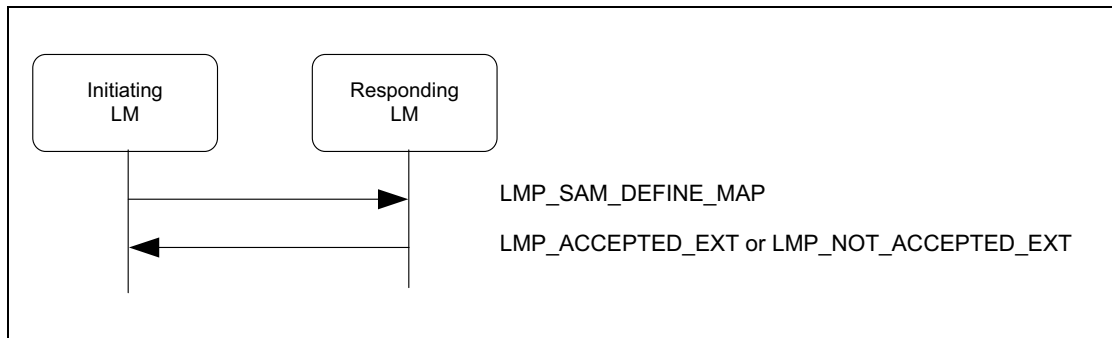 Initiating
LM
Responding
LM
LMP_SAM_DEFINE_MAP
LMP_ACCEPTED_EXT or LMP_NOT_ACCEPTED_EXT